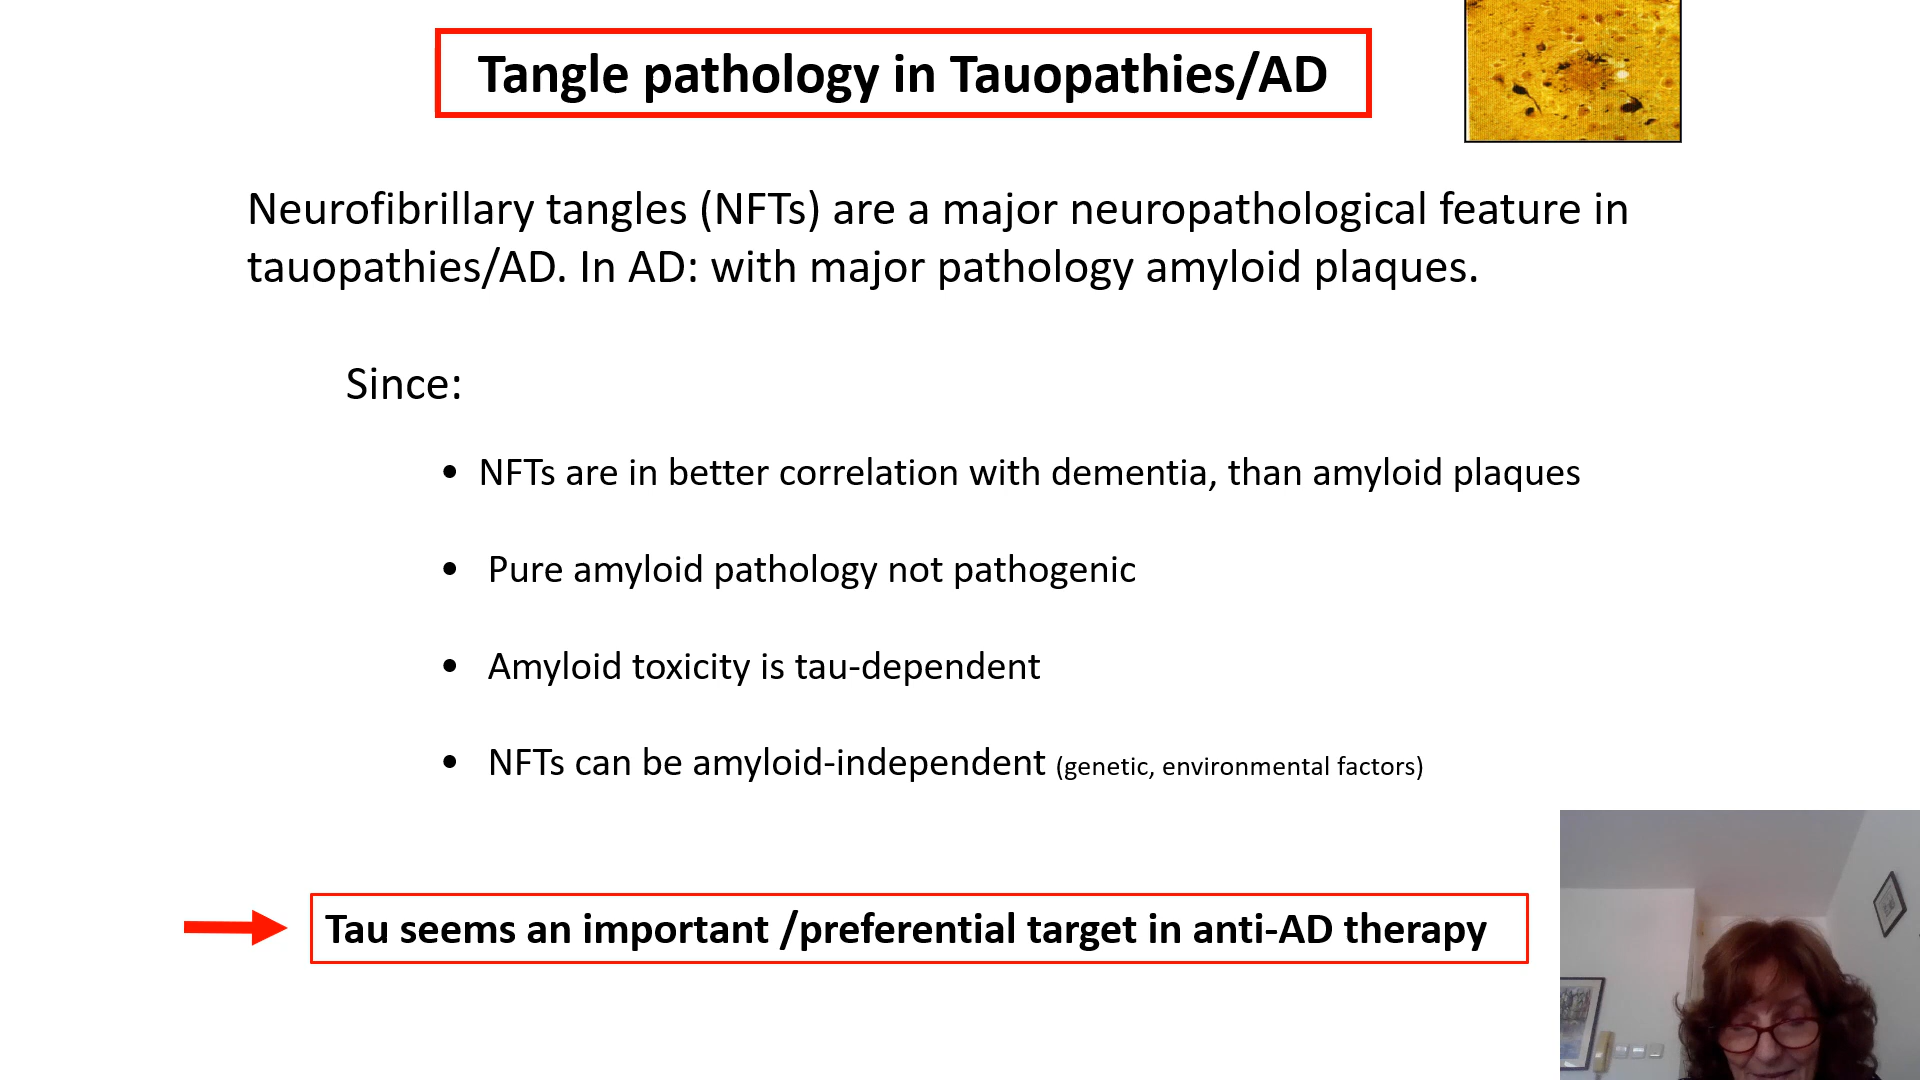 Tangle pathology in Tauopathies/AD
Neurofibrillary tangles (NFTs) are a major neuropathological feature in
tauopathies/AD. In AD: with major pathology amyloid plaques.
Since:
• NFTs are in better correlation with dementia, than amyloid plaques
• Pure amyloid pathology not pathogenic
• Amyloid toxicity is tau-dependent
• NFTs can be amyloid-independent (genetic, environmental factors)
Tau seems an important /preferential target in anti-AD therapy